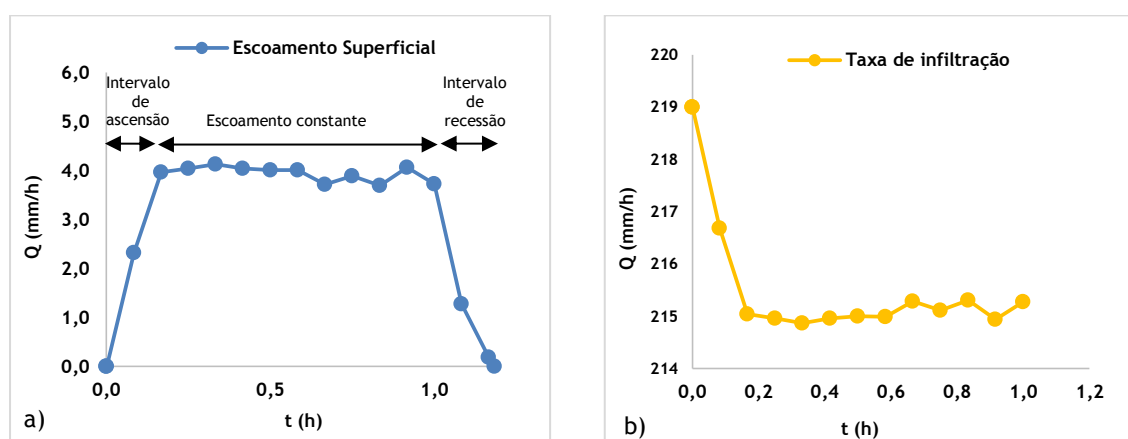 Escoamento Superficial
6,0
5,0
4,0
3,0
2,0
1,0
0,0
Q (mm/h)
Intervalo
de
ascensão
Escoamento constante
Intervalo
de
recessão
0,0
0,5
1,0
t (h)
a)
Taxa de infiltração
220
219
218
217
216
215
214
Q (mm/h)
0,0
0,2
0,4
0,6
0,8
1,0
1,2
t (h)
b)